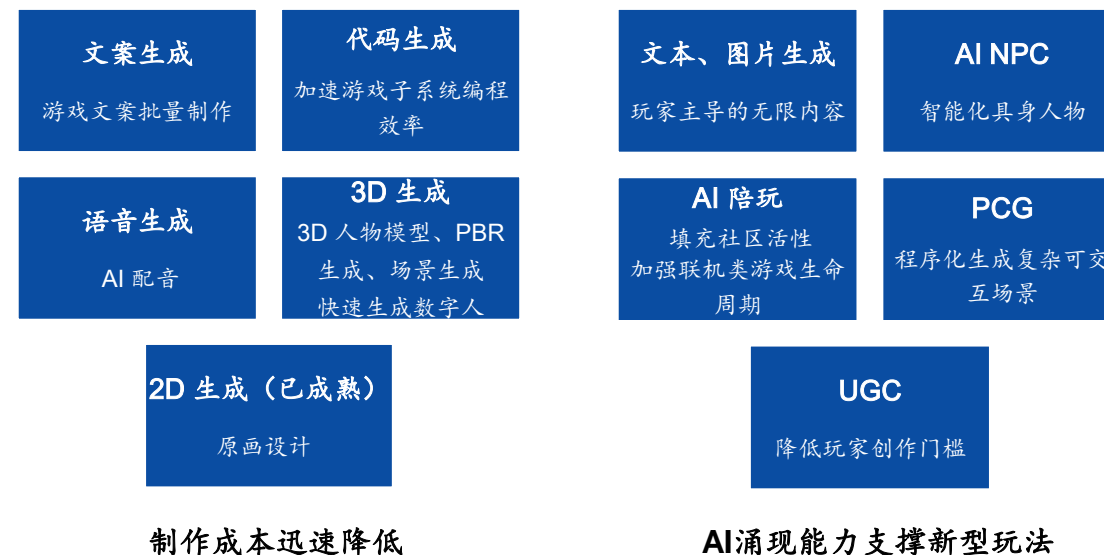 文案生成
游戏文案批量制作
代码生成
加速游戏子系统编程
效率
语音生成
AI 配音
3D 生成
3D 人物模型、PBR
生成、场景生成
快速生成数字人
2D 生成（已成熟）
原画设计
制作成本迅速降低
文本、图片生成
玩家主导的无限内容
AI NPC
智能化具身人物
AI 陪玩
填充社区活性
加强联机类游戏生命
周期
PCG
程序化生成复杂可交
互场景
UGC
降低玩家创作门槛
AI涌现能力支撑新型玩法